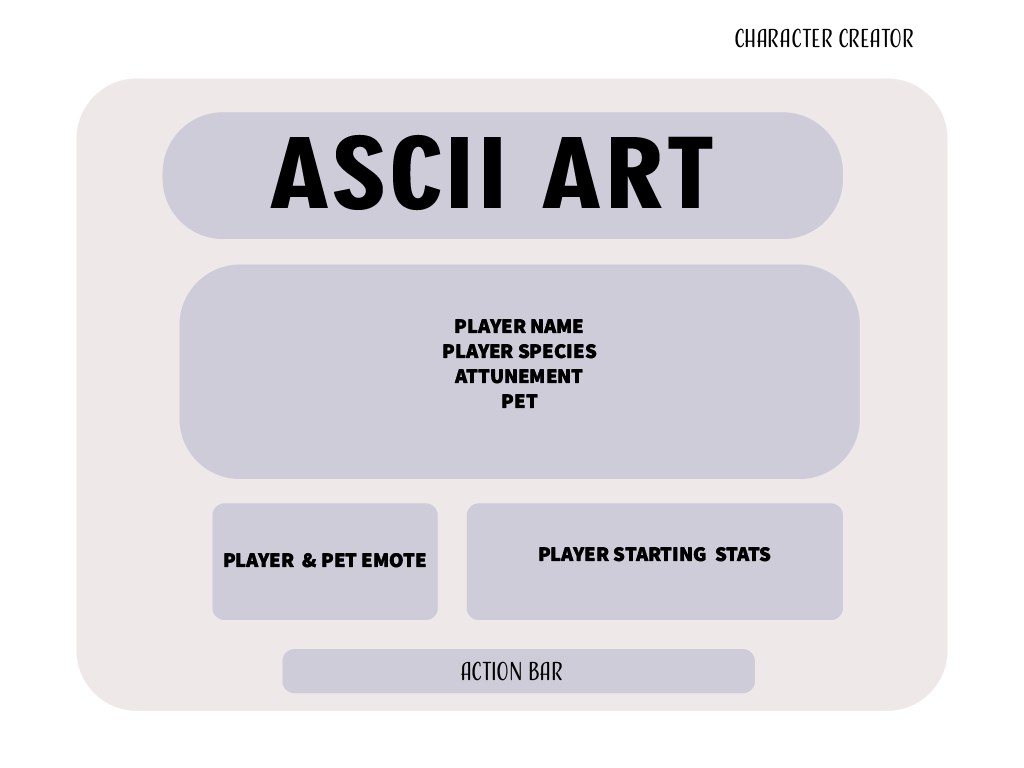 CHARACTER CREATOR
ASCII ART
PLAYER NAME
PLAYER SPECIES
ATTUNEMENT
PET
PLAYER & PET EMOTE
PLAYER STARTING STATS
ACTION BAR